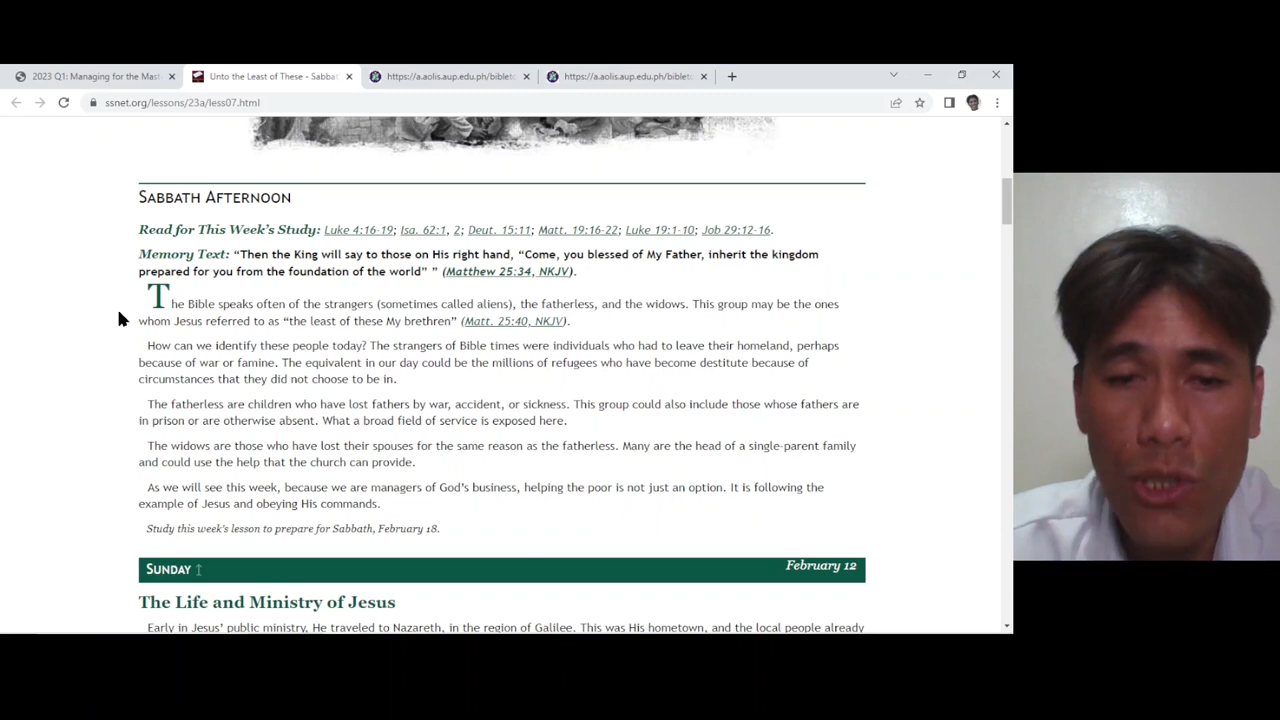 2023 Q1: Managing for the Mast
Unto the Least of These - Sabbat
https://a.aolis.aup.edu.ph/bibletc
https://a.aolis.aup.edu.ph/bibletc
ssnet.org/lessons/23a/less07.html
Sabbath Afternoon
Read for This Week's Study: Luke 4:16-19; Isa. 62:1, 2; Deut. 15:11; Matt. 19:16-22; Luke 19:1-10; Job 29:12-16.
Memory Text: “Then the King will say to those on His right hand, “Come, you blessed of My Father, inherit the kingdom
prepared for you from the foundation of the world” ” (Matthew 25:34, NKJV).
The Bible speaks often of the strangers (sometimes called aliens), the fatherless, and the widows. This group may be the ones
whom Jesus referred to as “the least of these My brethren” (Matt. 25:40, NKJV).
How can we identify these people today? The strangers of Bible times were individuals who had to leave their homeland, perhaps
because of war or famine. The equivalent in our day could be the millions of refugees who have become destitute because of
circumstances that they did not choose to be in.
The fatherless are children who have lost fathers by war, accident, or sickness. This group could also include those whose fathers are
in prison or are otherwise absent. What a broad field of service is exposed here.
The widows are those who have lost their spouses for the same reason as the fatherless. Many are the head of a single-parent family
and could use the help that the church can provide.
As we will see this week, because we are managers of God's business, helping the poor is not just an option. It is following the
example of Jesus and obeying His commands.
Study this week's lesson to prepare for Sabbath, February 18.
Sunday ↑ February 12
The Life and Ministry of Jesus
Early in Jesus' public ministry, He traveled to Nazareth, in the region of Galilee. This was His hometown, and the local people already